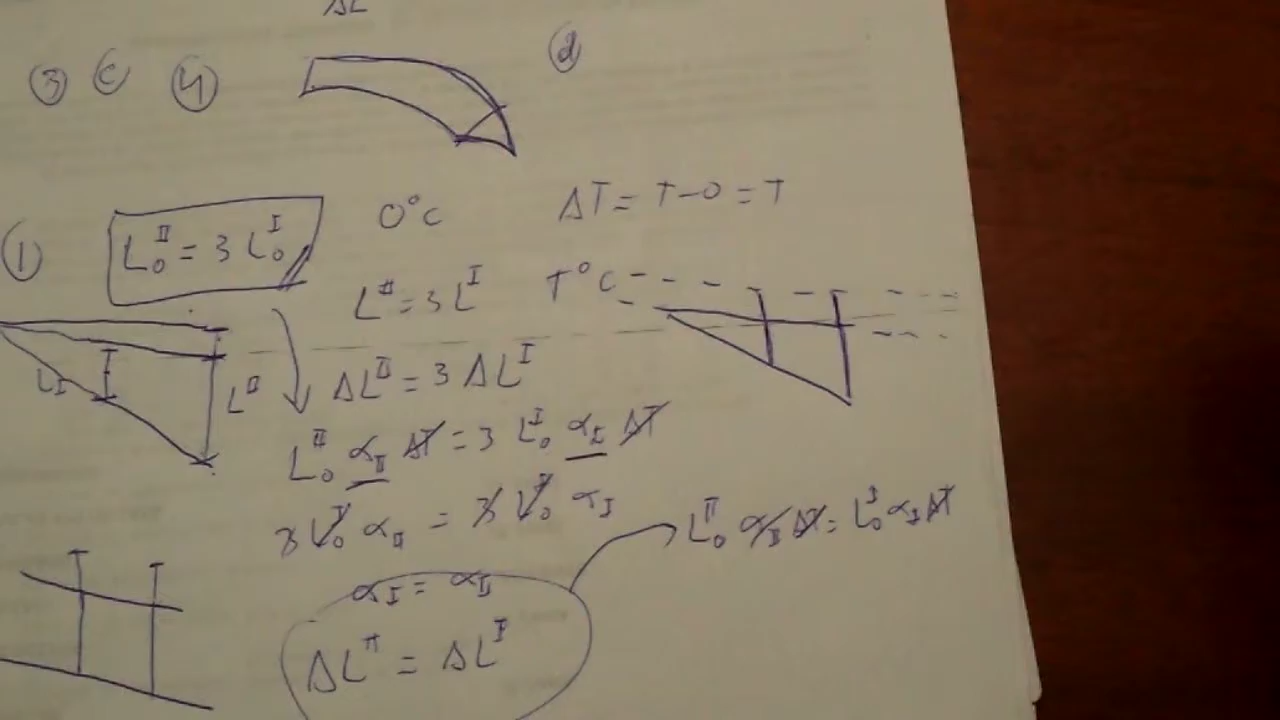 ΔL
③ ⓒ ④ ⓓ
① L₀ᴵᴵ = 3 L₀ᴵ
0°C
ΔT = T-0 = T
Lᴵᴵ = 3Lᴵ
T°C
LI
Lᴵᴵ
ΔLᴵᴵ = 3 ΔLᴵ
L₀ᴵᴵ αII ΔT = 3 L₀ᴵ αI ΔT
3 L₀ᴵ αII = 3 L₀ᴵ αI
L₀ᴵᴵ αII ΔT = L₀ᴵ αI ΔT
αI = αII
ΔLᴵᴵ = ΔLᴵ